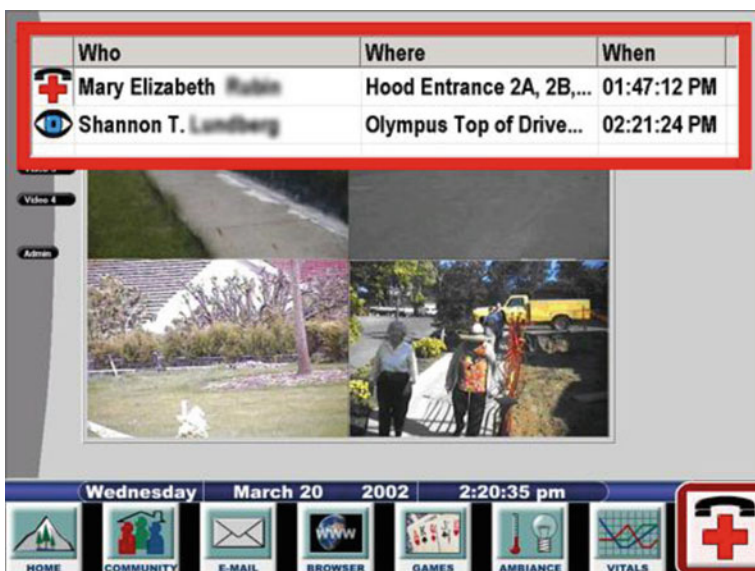 Who Where When
Mary Elizabeth Hood Entrance 2A, 2B,... 01:47:12 PM
Shannon T. Olympus Top of Drive... 02:21:24 PM
Video 4
Admin
Wednesday March 20 2002 2:20:35 pm
www
HOME COMMUNITY E-MAIL BROWSER GAMES AMBIANCE VITALS